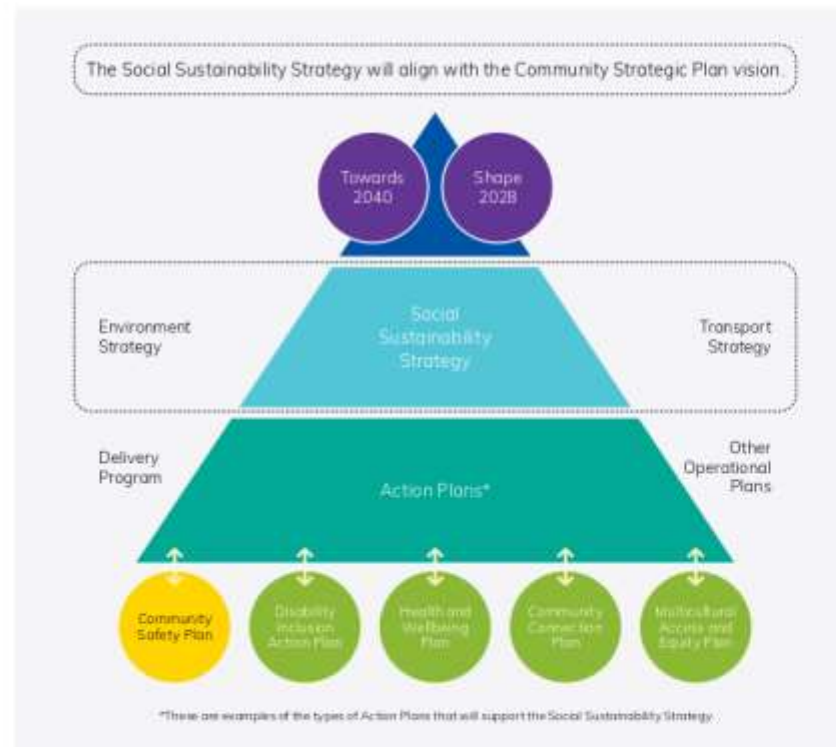 The Social Sustainability Strategy will align with the Community Strategic Plan vision
Towards
2040
Shape
2028
Environment
Strategy
Social
Sustainability
Strategy
Transport
Strategy
Delivery
Program
Action Plans*
Other
Operational
Plans
Community
Safety Plan
Disability
Inclusion
Action Plan
Health and
Wellbeing
Plan
Community
Connection
Plan
Multicultural
Access and
Equity Plan
*These are examples of the types of Action Plans that will support the Social Sustainability Strategy